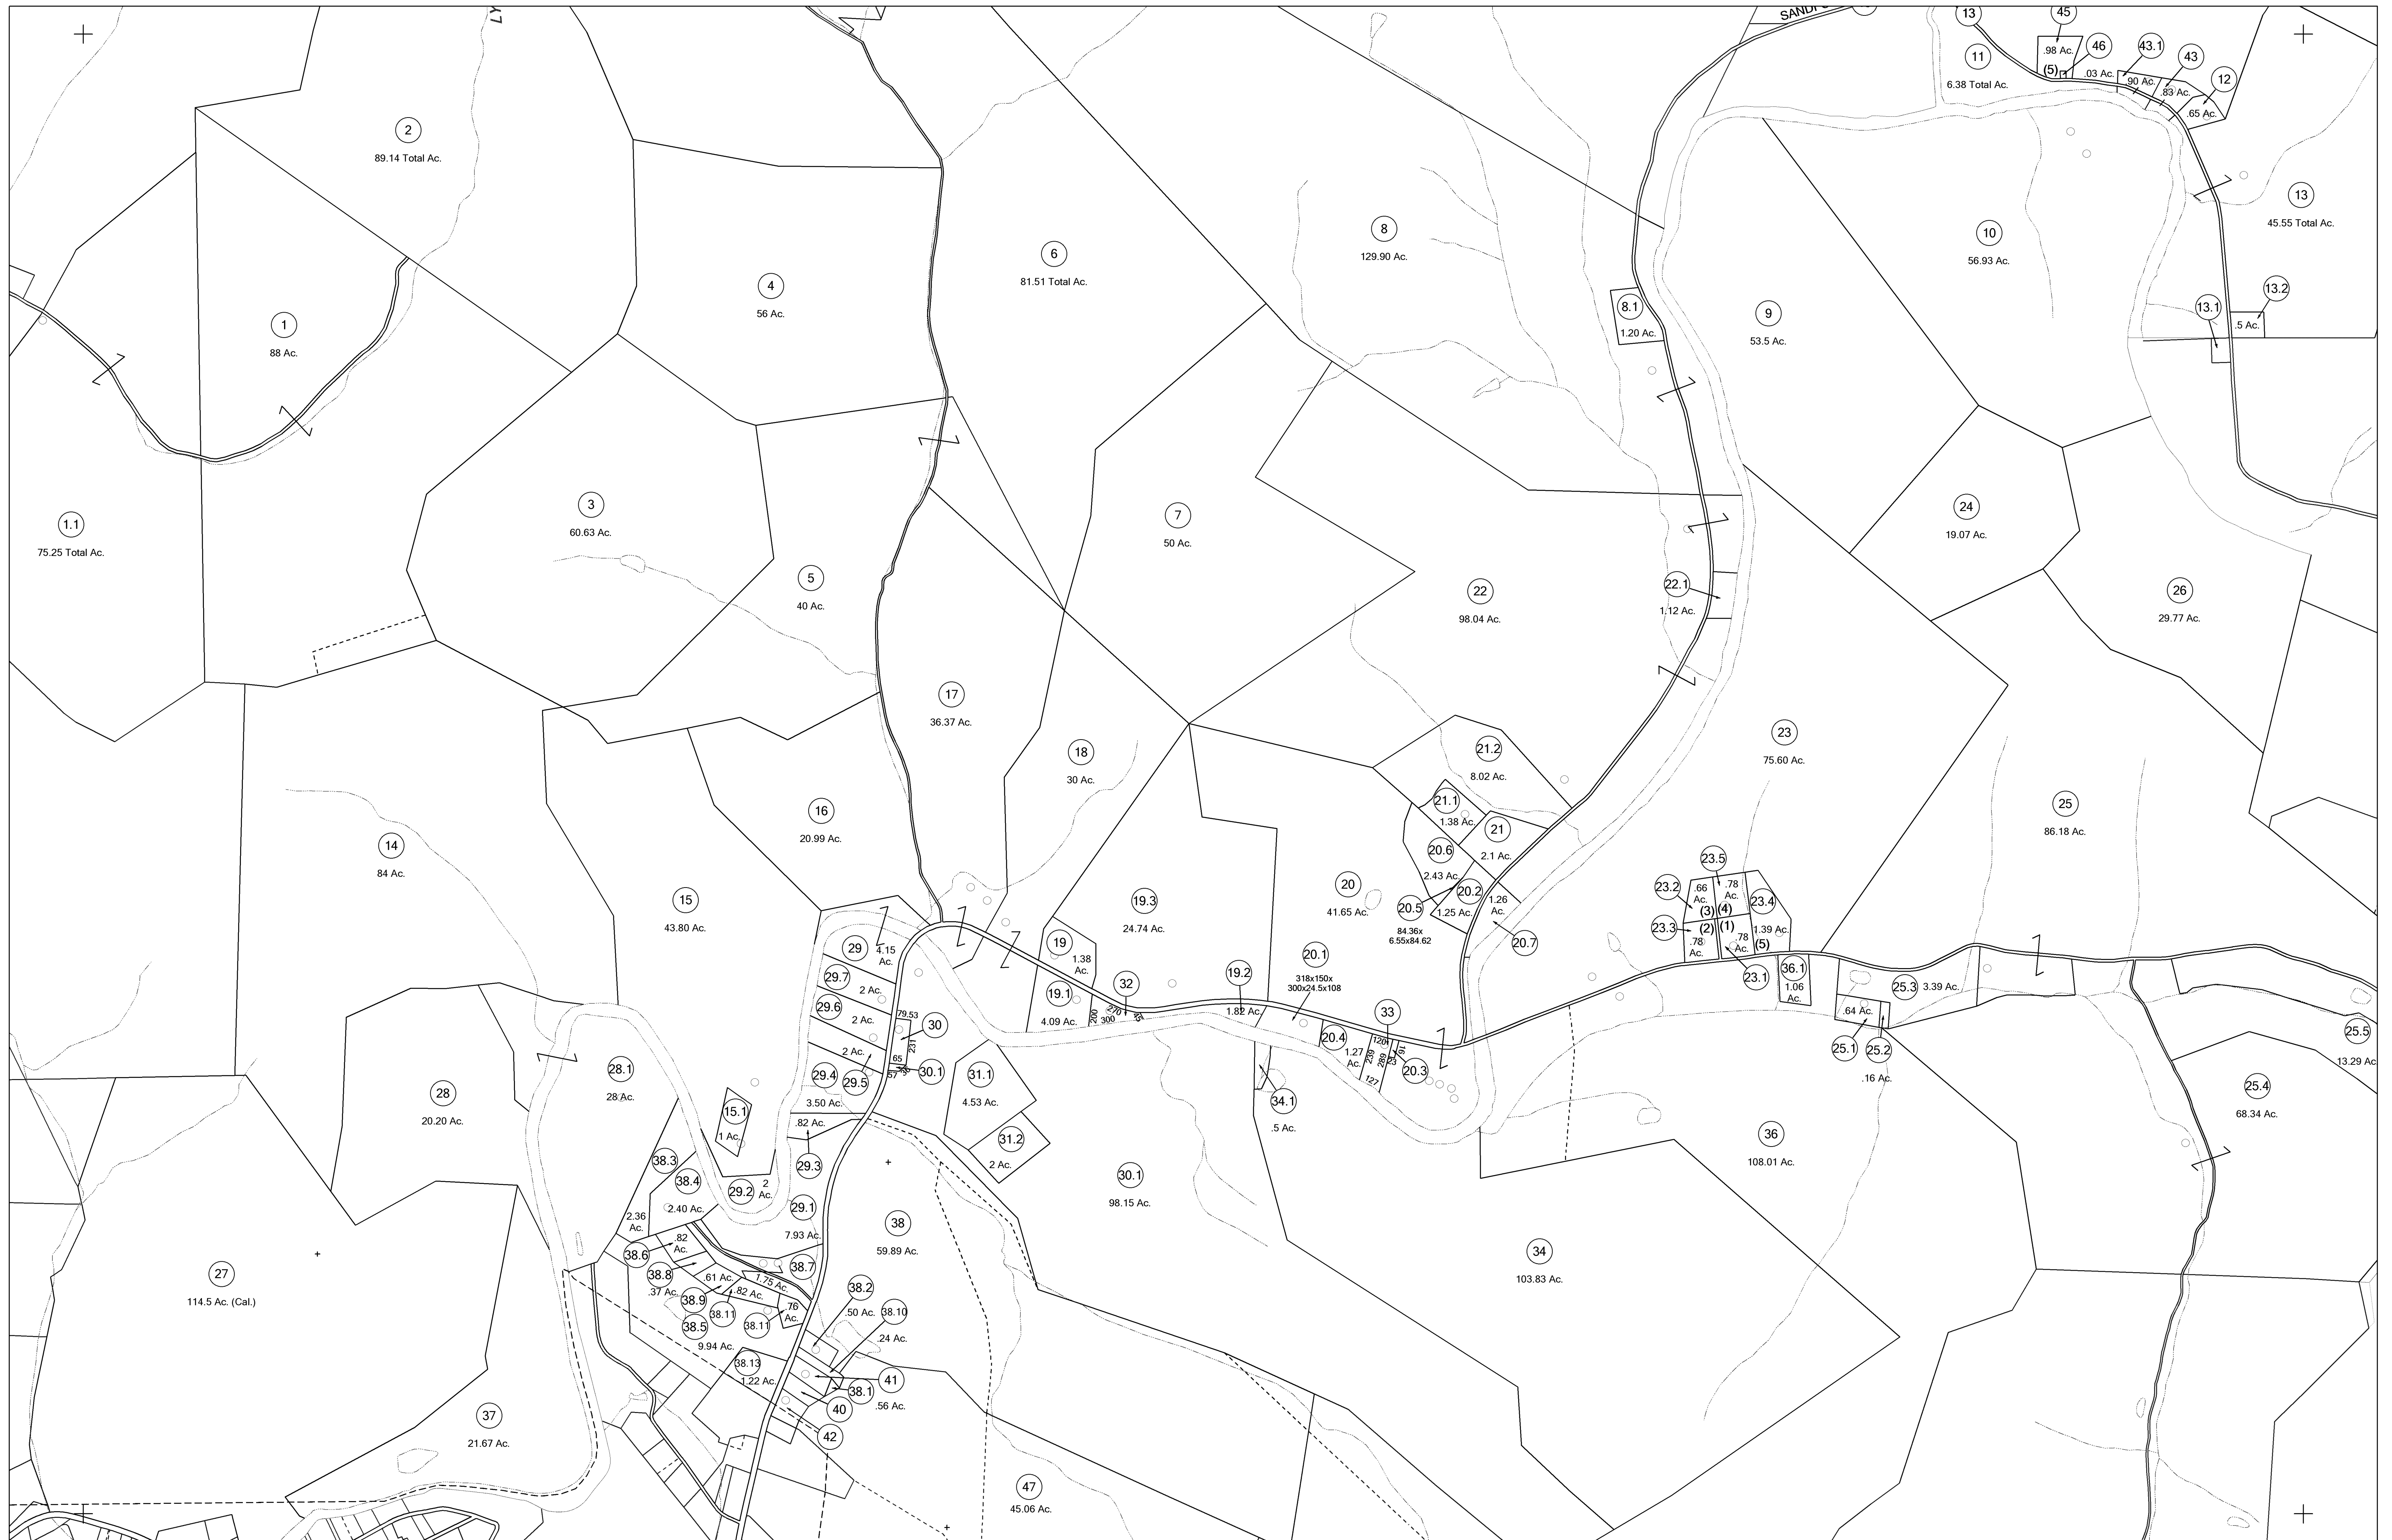 LY
SANDF
13
45
46
43.1
43
12
11
6.38 Total Ac.
.98 Ac.
(5)
.03 Ac.
.90 Ac.
.83 Ac.
.65 Ac.
2
89.14 Total Ac.
13
45.55 Total Ac.
8
129.90 Ac.
10
56.93 Ac.
6
81.51 Total Ac.
4
56 Ac.
13.2
.5 Ac.
13.1
8.1
1.20 Ac.
9
53.5 Ac.
1
88 Ac.
3
60.63 Ac.
7
50 Ac.
24
19.07 Ac.
1.1
75.25 Total Ac.
5
40 Ac.
22
98.04 Ac.
22.1
1.12 Ac.
26
29.77 Ac.
17
36.37 Ac.
18
30 Ac.
21.2
8.02 Ac.
23
75.60 Ac.
21.1
1.38 Ac.
21
2.1 Ac.
25
86.18 Ac.
16
20.99 Ac.
14
84 Ac.
20.6
2.43 Ac.
20
41.65 Ac.
20.2
1.25 Ac.
20.5
84.36x
6.55x84.62
1.26
Ac.
20.7
23.5
23.2
.66
Ac.
.78
Ac.
23.4
(3)
(4)
23.3
(2)
(1)
.78
Ac.
.78
Ac.
1.39 Ac.
(5)
23.1
15
43.80 Ac.
19.3
24.74 Ac.
29
4.15
Ac.
19
1.38
Ac.
20.1
318x150x
300x24.5x108
36.1
1.06
Ac.
29.7
2 Ac.
29.6
2 Ac.
19.1
4.09 Ac.
32
200
270
300
19.2
1.82 Ac.
33
25.3
3.39 Ac.
.64 Ac.
25.1
25.2
.16 Ac.
25.5
13.29 Ac.
79.53
30
231
65
57
30.1
2 Ac.
29.5
29.4
3.50 Ac.
20.4
1.27
Ac.
239
120
289
127
20.3
31.1
4.53 Ac.
31.2
2 Ac.
34.1
.5 Ac.
28.1
28 Ac.
28
20.20 Ac.
15.1
1 Ac.
.82 Ac.
29.3
25.4
68.34 Ac.
36
108.01 Ac.
38.3
38.4
2.36
Ac.
2.40 Ac.
29.2
2
Ac.
29.1
7.93 Ac.
30.1
98.15 Ac.
38
59.89 Ac.
34
103.83 Ac.
38.6
.82
Ac.
38.8
.37 Ac.
.61 Ac.
38.9
38.7
1.75 Ac.
.82 Ac.
38.11
38.11
.76
Ac.
38.5
9.94 Ac.
38.2
.50 Ac.
38.10
.24 Ac.
27
114.5 Ac. (Cal.)
38.13
1.22 Ac.
41
38.1
.56 Ac.
40
42
37
21.67 Ac.
47
45.06 Ac.